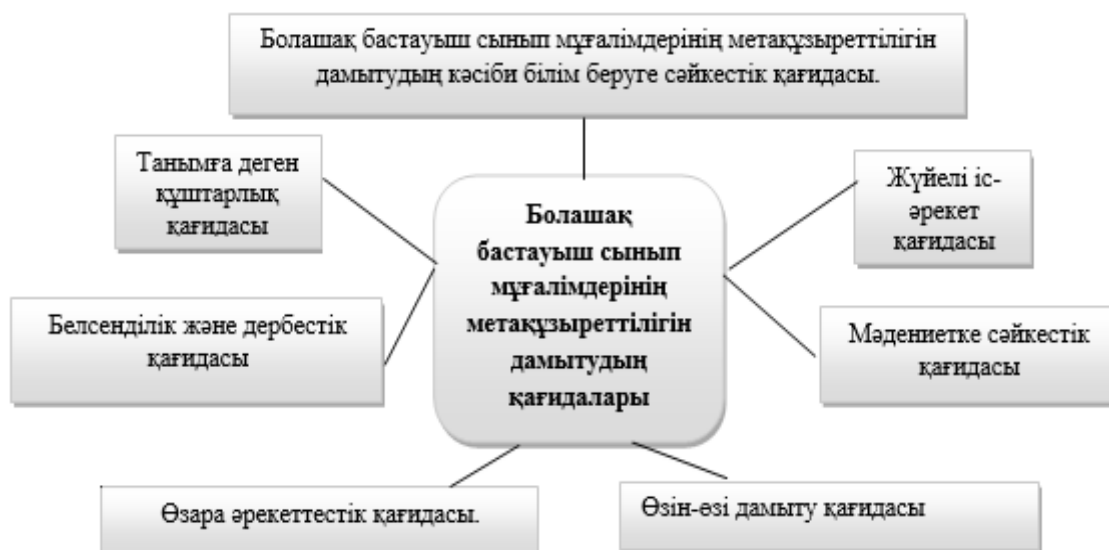 Болашақ бастауыш сынып мұғалімдерінің метақұзыреттілігін
дамытудың кәсіби білім беруге сәйкестік қағидасы.
Танымға деген
құштарлық
қағидасы
Жүйелі іс-
әрекет
қағидасы
Болашақ
бастауыш сынып
мұғалімдерінің
метақұзыреттілігін
дамытудың
қағидалары
Белсенділік және дербестік
қағидасы
Мәдениетке сәйкестік
қағидасы
Өзара әрекеттестік қағидасы.
Өзін-өзі дамыту қағидасы